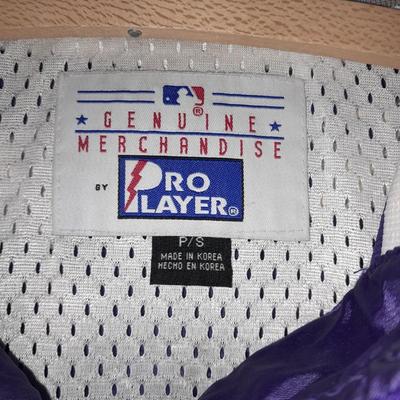 ®
GENUINE
MERCHANDISE
BY PRO
PLAYER®
P/S
MADE IN KOREA
HECHO EN KOREA